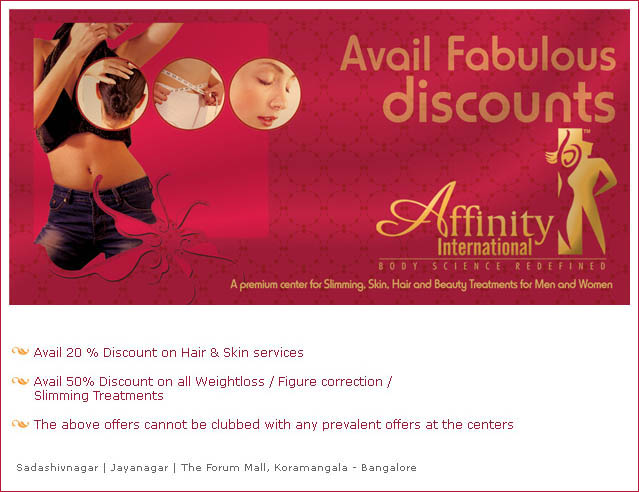 Avail Fabulous
discounts
TM
Affinity
International
BODY SCIENCE REDEFINED
A premium center for Slimming, Skin, Hair and Beauty Treatments for Men and Women
Avail 20 % Discount on Hair & Skin services
Avail 50% Discount on all Weightloss / Figure correction /
Slimming Treatments
The above offers cannot be clubbed with any prevalent offers at the centers
Sadashivnagar | Jayanagar | The Forum Mall, Koramangala - Bangalore